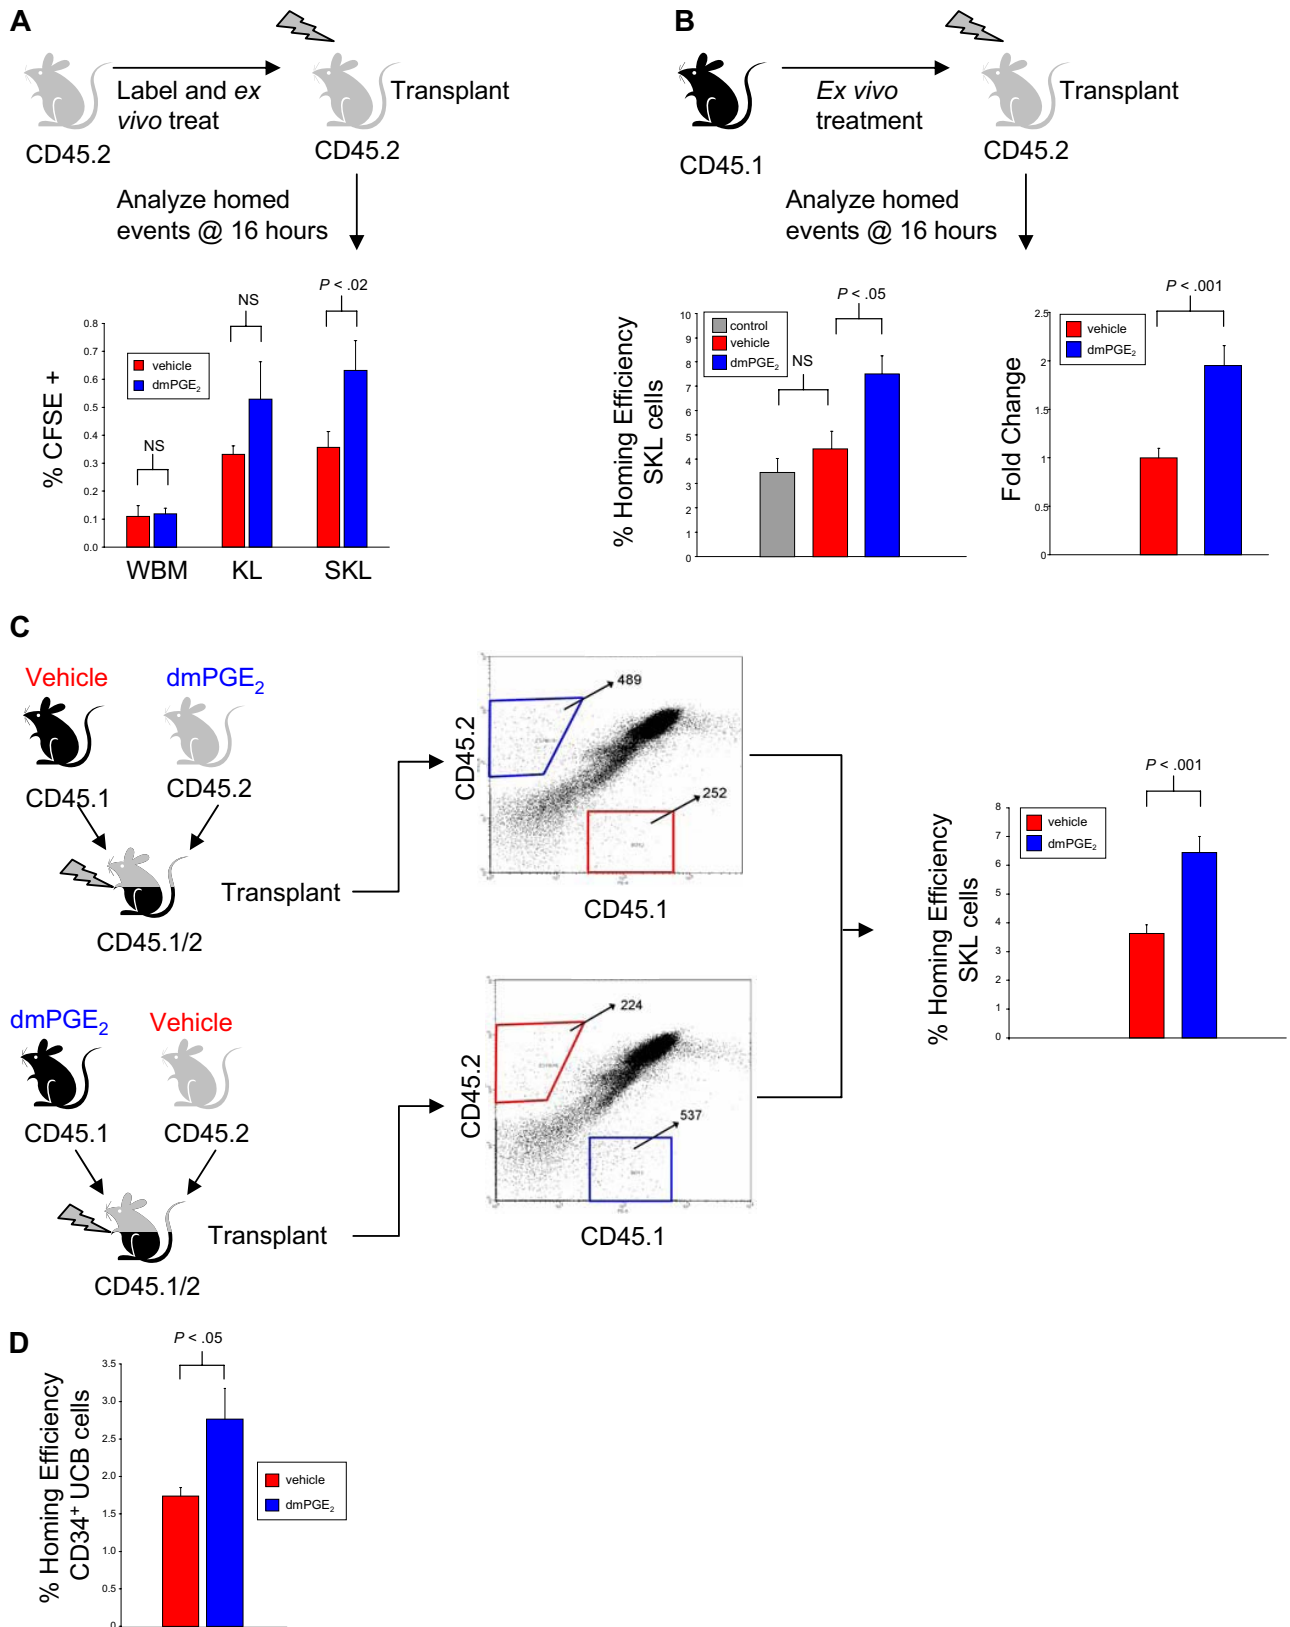 A
Label and ex
vivo treat
Transplant
CD45.2
CD45.2
Analyze homed
events @ 16 hours
% CFSE +
0.8
0.7
0.6
0.5
0.4
0.3
0.2
0.1
0.0
vehicle
dmPGE2
NS
NS
P < .02
WBM
KL
SKL
B
Ex vivo
treatment
Transplant
CD45.1
CD45.2
Analyze homed
events @ 16 hours
% Homing Efficiency
SKL cells
10
9
8
7
6
5
4
3
2
1
0
control
vehicle
dmPGE2
NS
P < .05
Fold Change
2.5
2
1.5
1
0.5
0
vehicle
dmPGE2
P < .001
C
Vehicle
dmPGE2
CD45.1
CD45.2
CD45.1/2
Transplant
CD45.2
489
252
CD45.1
dmPGE2
Vehicle
CD45.1
CD45.2
CD45.1/2
Transplant
CD45.2
224
537
CD45.1
% Homing Efficiency
SKL cells
8
7
6
5
4
3
2
1
0
vehicle
dmPGE2
P < .001
D
% Homing Efficiency
CD34+ UCB cells
3.5
3.0
2.5
2.0
1.5
1.0
0.5
0
P < .05
vehicle
dmPGE2